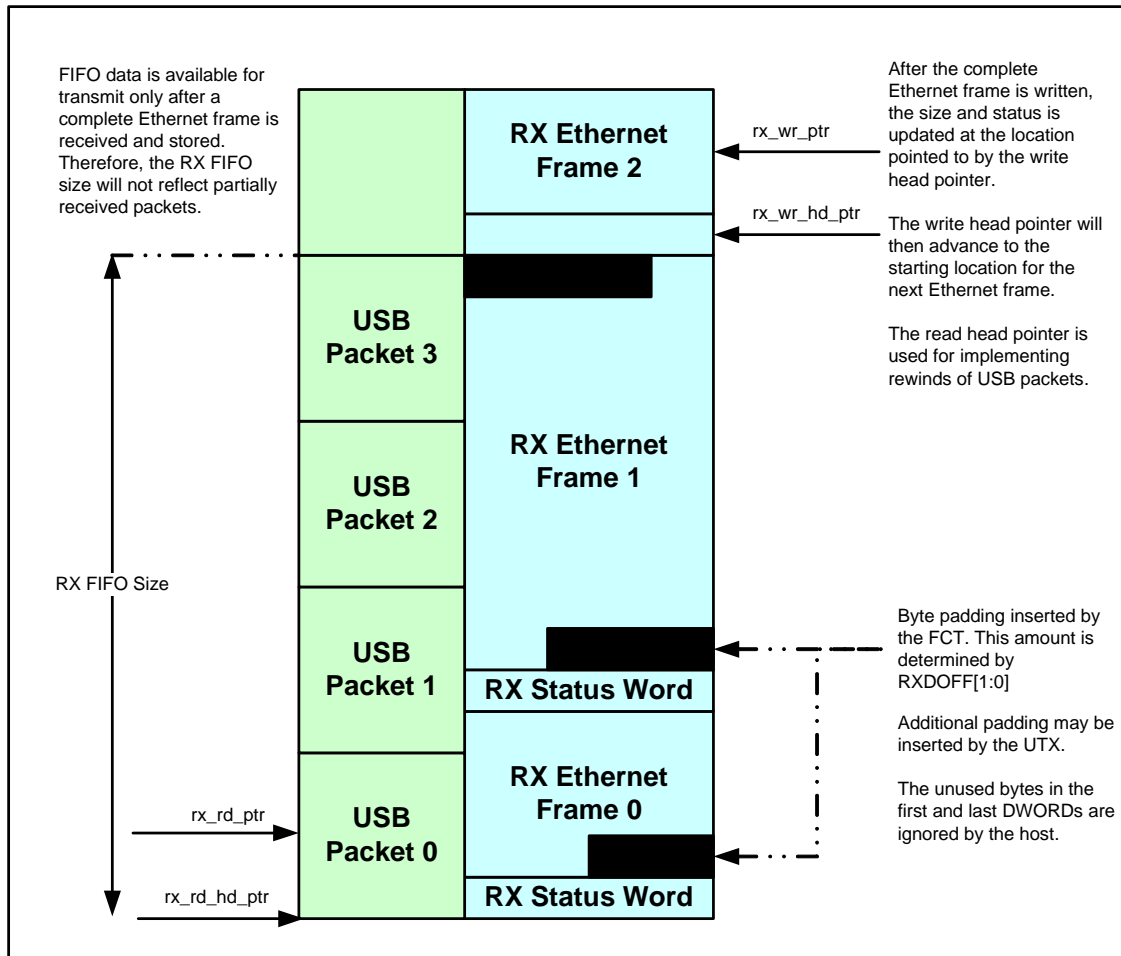 FIFO data is available for
transmit only after a
complete Ethernet frame is
received and stored.
Therefore, the RX FIFO
size will not reflect partially
received packets.
RX Ethernet
Frame 2
rx_wr_ptr
After the complete
Ethernet frame is written,
the size and status is
updated at the location
pointed to by the write
head pointer.
rx_wr_hd_ptr
The write head pointer will
then advance to the
starting location for the
next Ethernet frame.
The read head pointer is
used for implementing
rewinds of USB packets.
USB
Packet 3
RX Ethernet
Frame 1
USB
Packet 2
RX FIFO Size
USB
Packet 1
RX Status Word
Byte padding inserted by
the FCT. This amount is
determined by
RXDOFF[1:0]
Additional padding may be
inserted by the UTX.
The unused bytes in the
first and last DWORDs are
ignored by the host.
RX Ethernet
Frame 0
rx_rd_ptr
USB
Packet 0
rx_rd_hd_ptr
RX Status Word